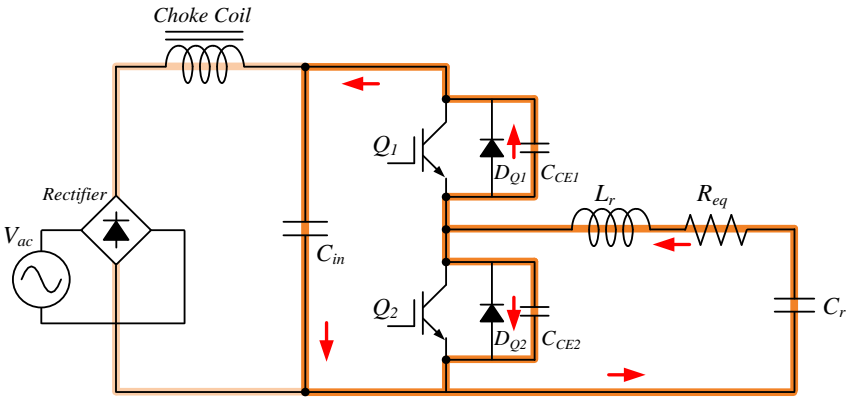 Choke Coil
Q1
DQ1
CCE1
Rectifier
Lr
Req
Vac
Cin
Q2
DQ2
CCE2
Cr